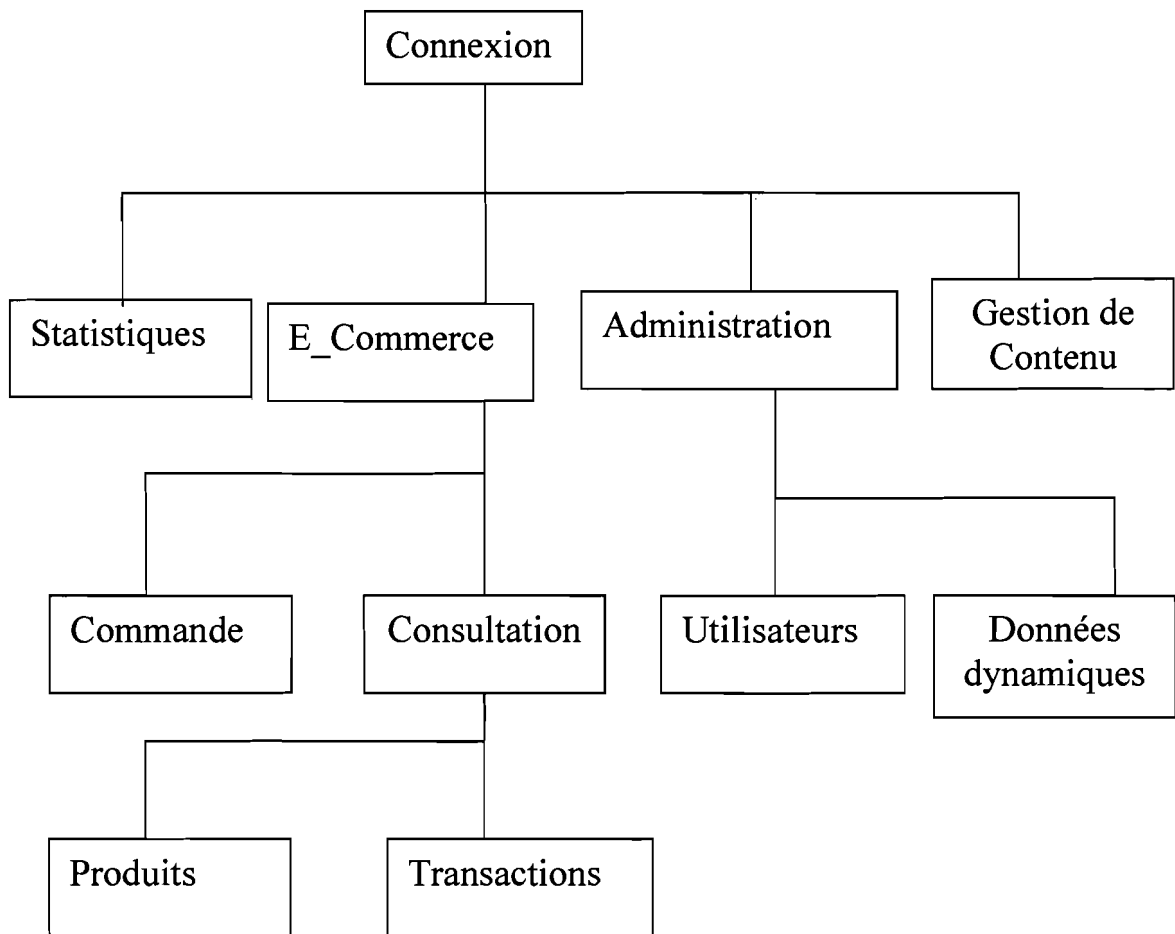 Connexion
Statistiques
E_Commerce
Administration
Gestion de
Contenu
Commande
Consultation
Utilisateurs
Données
dynamiques
Produits
Transactions